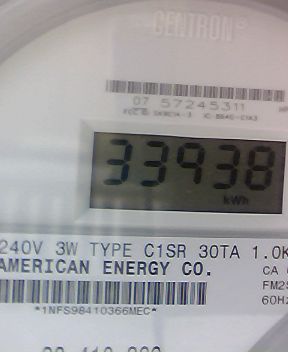 CENTRON
07 57245311
33938
kWh
240V 3W TYPE C1SR 30TA 1.0K
AMERICAN ENERGY CO.
CA
FM2S
60Hz
*1NFS98410366MEC*